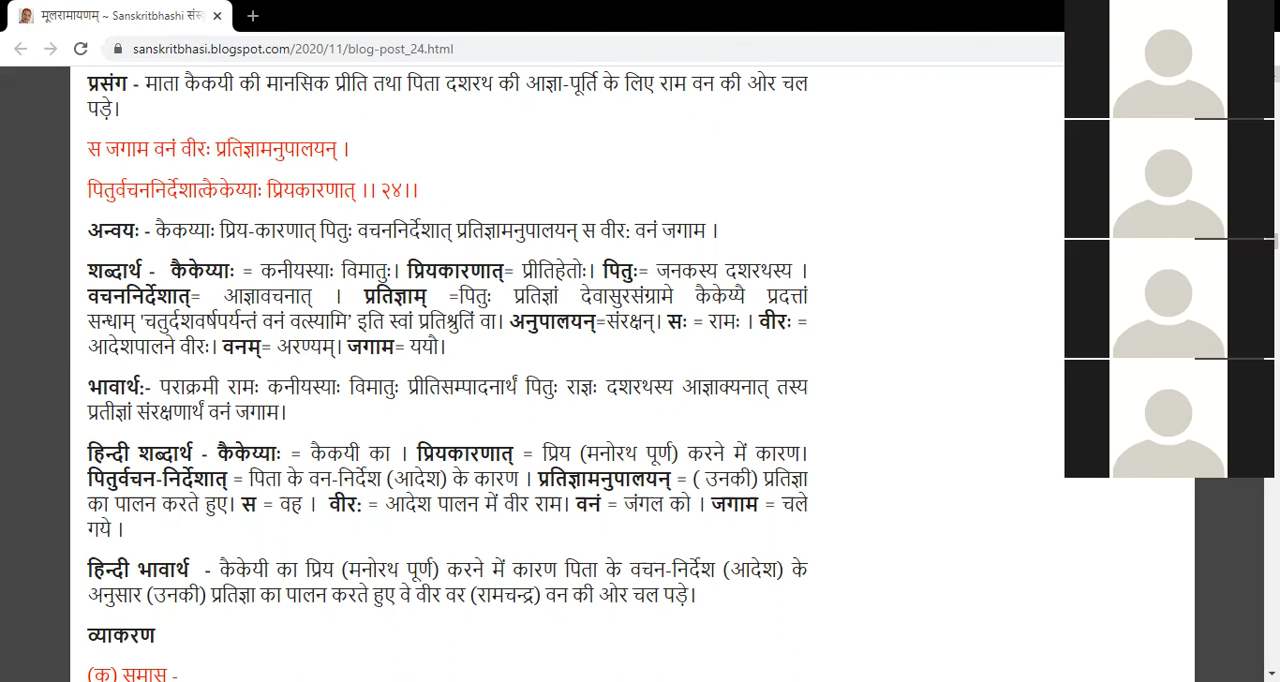 मूलरामायणम् ~ Sanskritbhashi संस्
sanskritbhasi.blogspot.com/2020/11/blog-post_24.html
प्रसंग - माता कैकयी की मानसिक प्रीति तथा पिता दशरथ की आज्ञा-पूर्ति के लिए राम वन की ओर चल
पड़े।
स जगाम वनं वीरः प्रतिज्ञामनुपालयन् ।
पितुर्वचननिर्देशात्कैकेय्याः प्रियकारणात् ।। २४।।
अन्वयः - कैकय्याः प्रिय-कारणात् पितुः वचननिर्देशात् प्रतिज्ञामनुपालयन् स वीर: वनं जगाम ।
शब्दार्थ - कैकेय्याः = कनीयस्याः विमातुः। प्रियकारणात्= प्रीतिहेतोः। पितुः= जनकस्य दशरथस्य ।
वचननिर्देशात्= आज्ञावचनात् । प्रतिज्ञाम् =पितुः प्रतिज्ञां देवासुरसंग्रामे कैकेय्यै प्रदत्तां
सन्धाम् 'चतुर्दशवर्षपर्यन्तं वनं वत्स्यामि’ इति स्वां प्रतिश्रुतिं वा। अनुपालयन्=संरक्षन्। सः = रामः । वीरः =
आदेशपालने वीरः। वनम्= अरण्यम्। जगाम= ययौ।
भावार्थ:- पराक्रमी रामः कनीयस्याः विमातुः प्रीतिसम्पादनार्थं पितुः राज्ञः दशरथस्य आज्ञाक्यनात् तस्य
प्रतीज्ञां संरक्षणार्थं वनं जगाम।
हिन्दी शब्दार्थ - कैकेय्याः = कैकयी का । प्रियकारणात् = प्रिय (मनोरथ पूर्ण) करने में कारण।
पितुर्वचन-निर्देशात् = पिता के वन-निर्देश (आदेश) के कारण । प्रतिज्ञामनुपालयन् = ( उनकी) प्रतिज्ञा
का पालन करते हुए। स = वह । वीर: = आदेश पालन में वीर राम। वनं = जंगल को । जगाम = चले
गये ।
हिन्दी भावार्थ - कैकेयी का प्रिय (मनोरथ पूर्ण) करने में कारण पिता के वचन-निर्देश (आदेश) के
अनुसार (उनकी) प्रतिज्ञा का पालन करते हुए वे वीर वर (रामचन्द्र) वन की ओर चल पड़े।
व्याकरण
(क) समास -